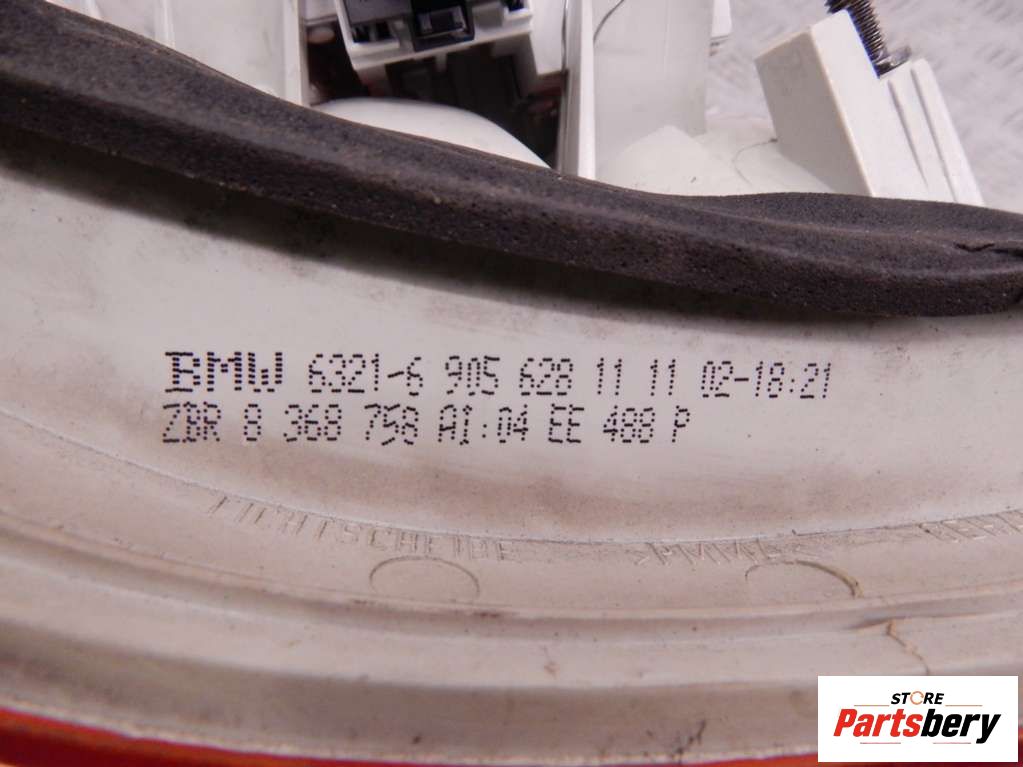 BMW 6321-6 905 628 11 11 02-18:21
ZBR 8 368 758 AI:04 EE 488 P
LICHTSCHEIBE >PMMA<
STORE
Partsbery